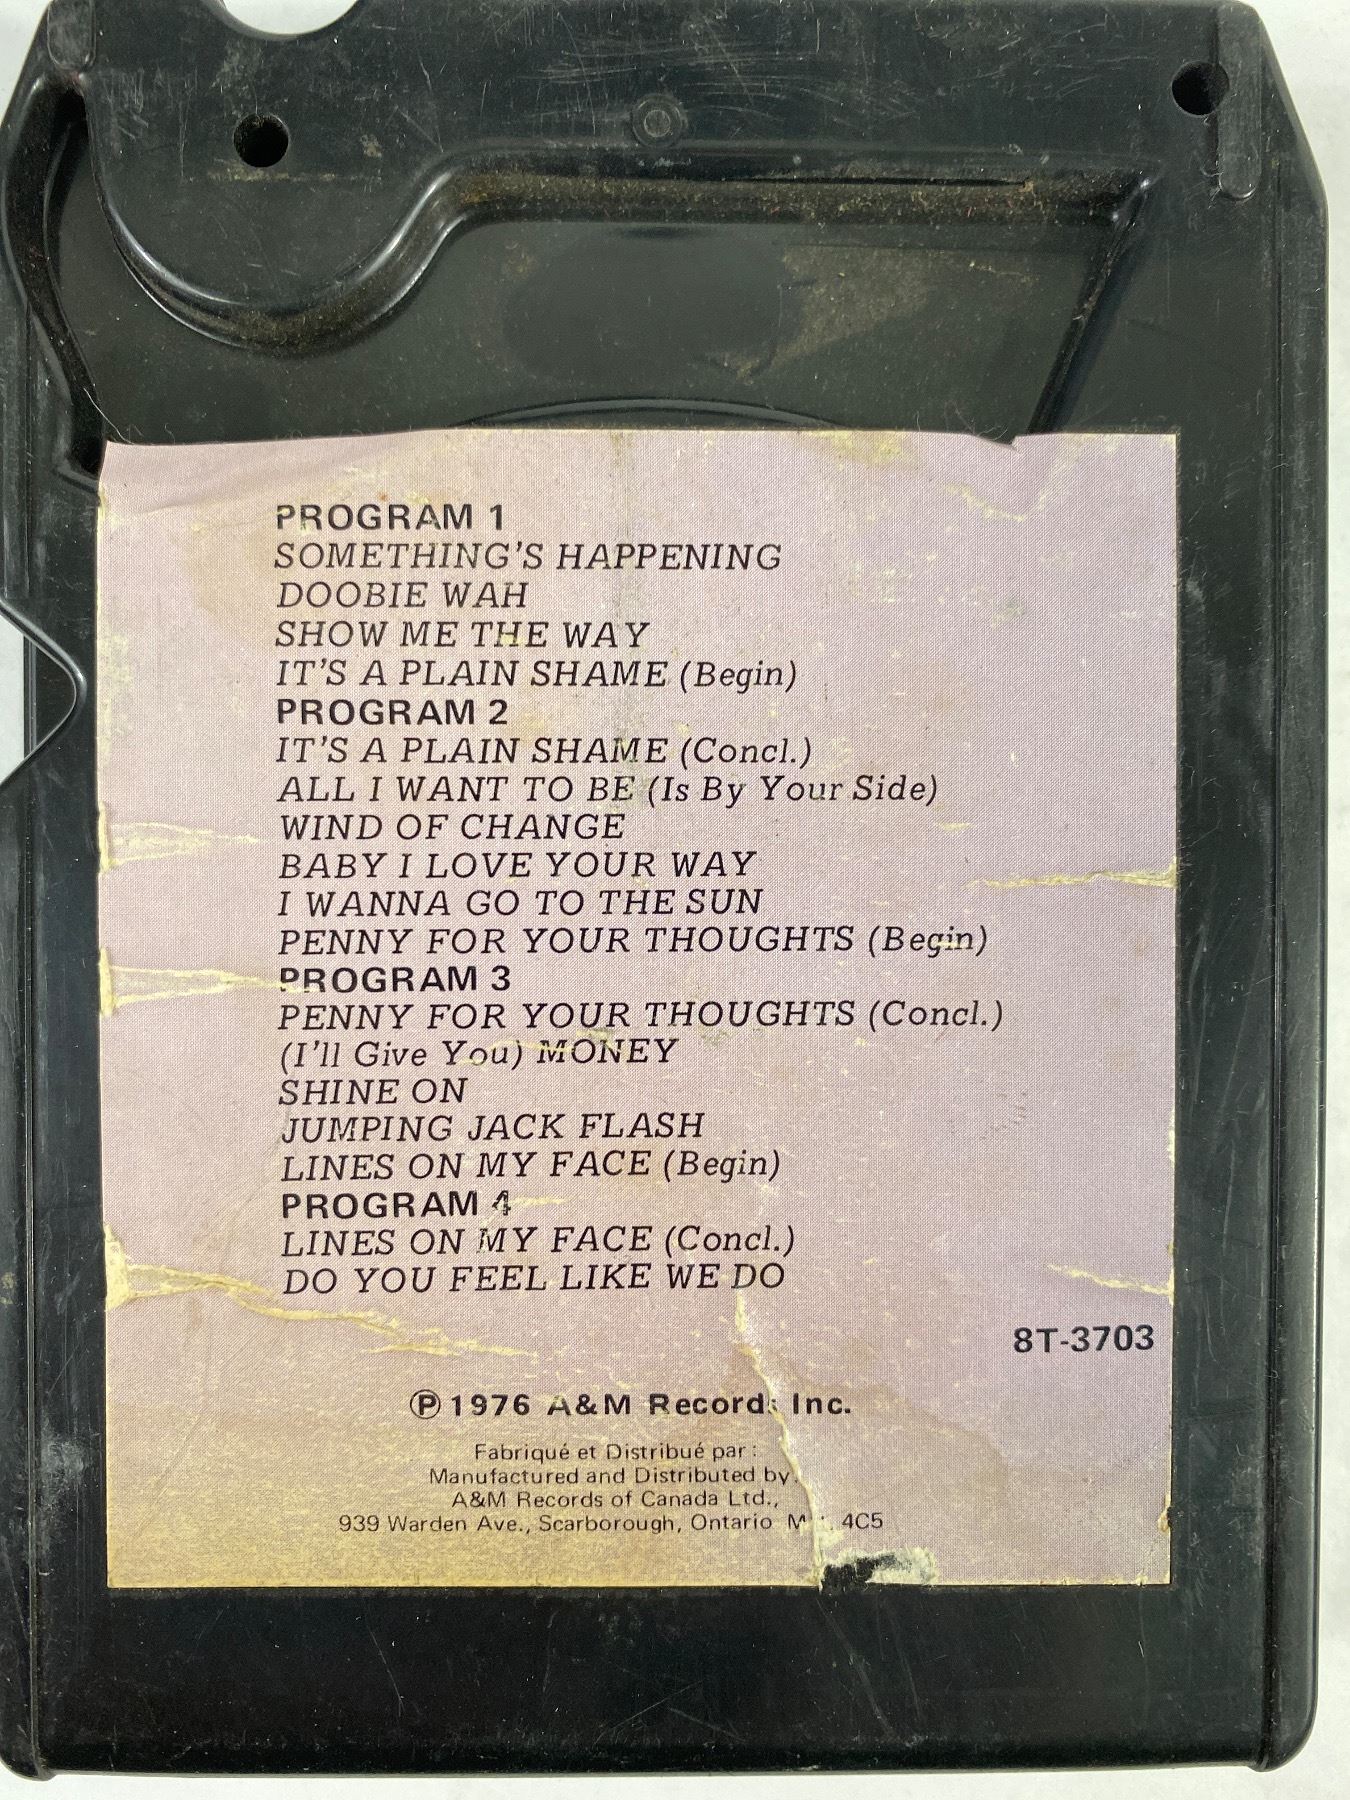 PROGRAM 1
SOMETHING'S HAPPENING
DOOBIE WAH
SHOW ME THE WAY
IT'S A PLAIN SHAME (Begin)
PROGRAM 2
IT'S A PLAIN SHAME (Concl.)
ALL I WANT TO BE (Is By Your Side)
WIND OF CHANGE
BABY I LOVE YOUR WAY
I WANNA GO TO THE SUN
PENNY FOR YOUR THOUGHTS (Begin)
PROGRAM 3
PENNY FOR YOUR THOUGHTS (Concl.)
(I'll Give You) MONEY
SHINE ON
JUMPING JACK FLASH
LINES ON MY FACE (Begin)
PROGRAM 4
LINES ON MY FACE (Concl.)
DO YOU FEEL LIKE WE DO
8T-3703
℗ 1976 A&M Records Inc.
Fabriqué et Distribué par :
Manufactured and Distributed by
A&M Records of Canada Ltd.,
939 Warden Ave., Scarborough, Ontario 4C5